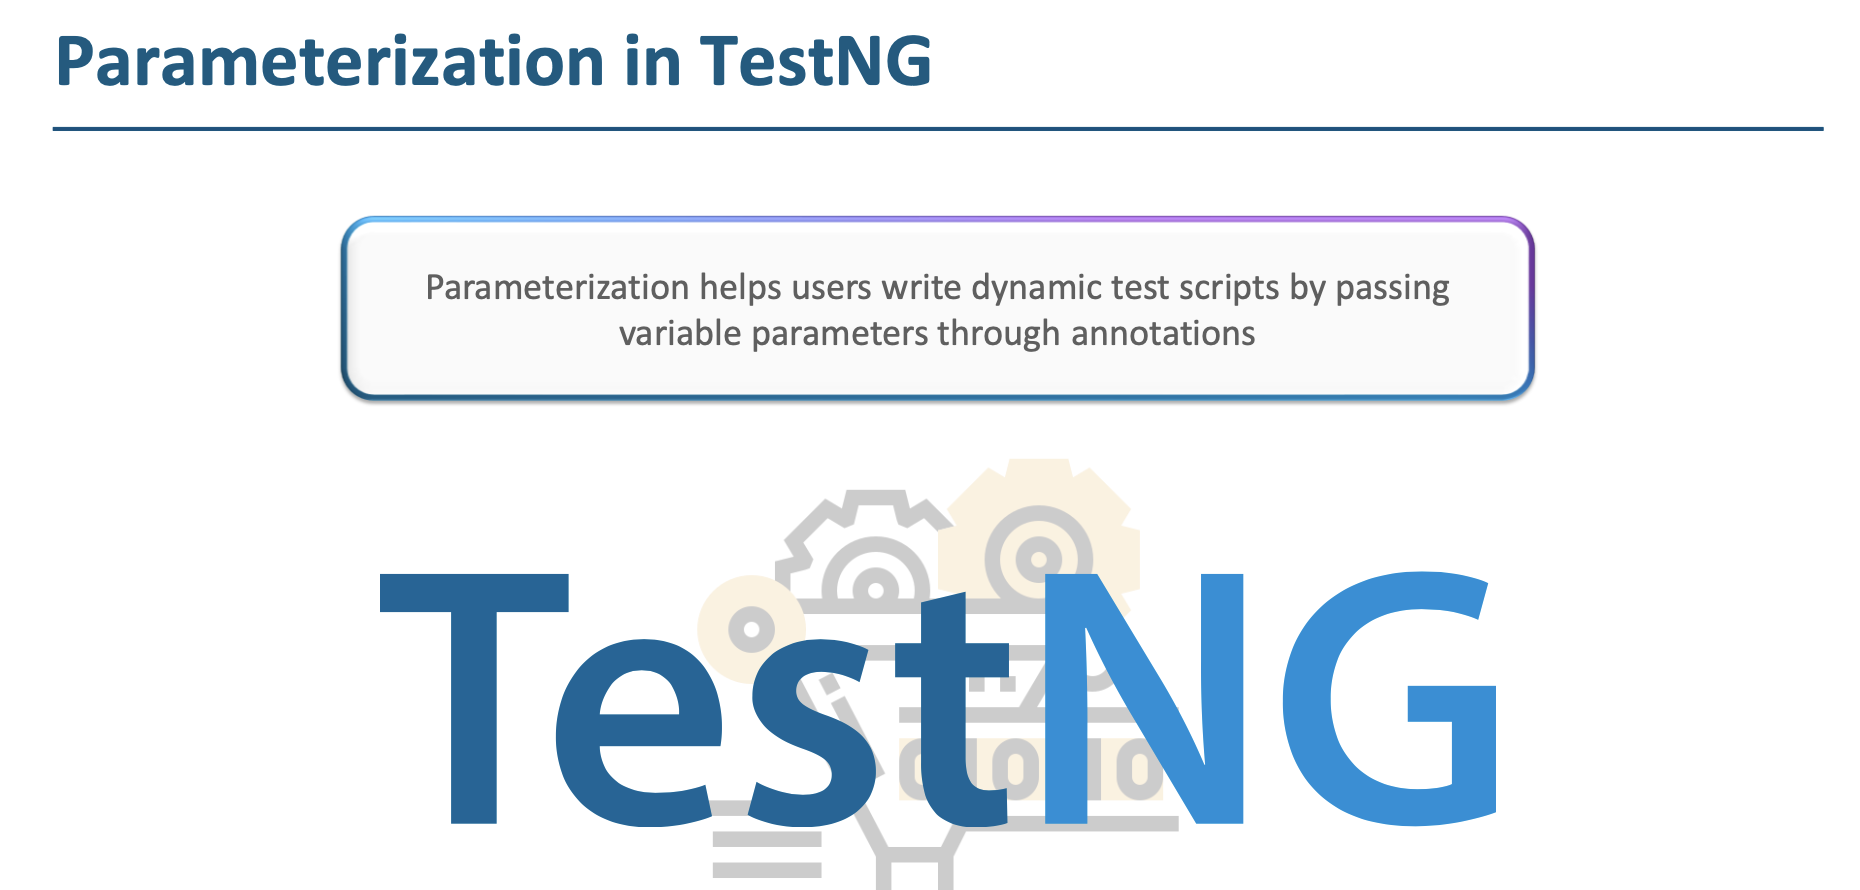 Parameterization in TestNG
Parameterization helps users write dynamic test scripts by passing
variable parameters through annotations
TestNG